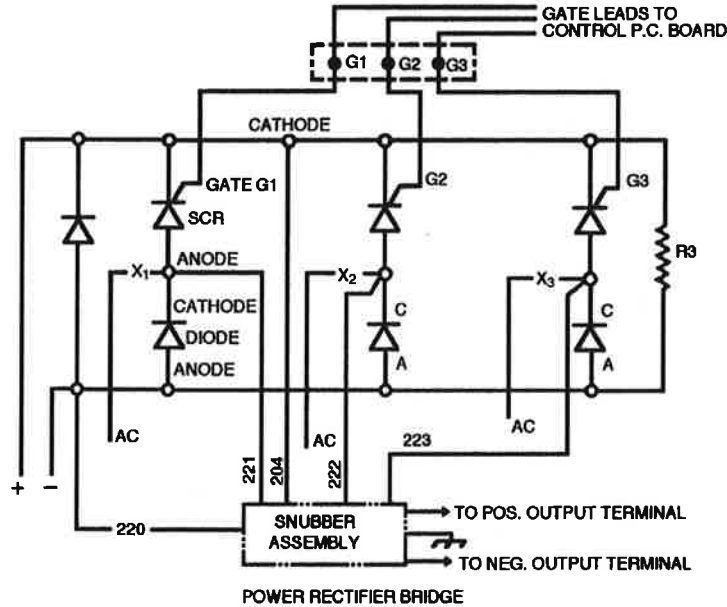 GATE LEADS TO
CONTROL P.C. BOARD
G1 G2 G3
CATHODE
GATE G1 G2 G3
SCR
R3
ANODE
X1 X2 X3
CATHODE C C
DIODE
ANODE A A
AC AC AC
221 204 222 223
+ −
220
SNUBBER
ASSEMBLY
TO POS. OUTPUT TERMINAL
TO NEG. OUTPUT TERMINAL
POWER RECTIFIER BRIDGE